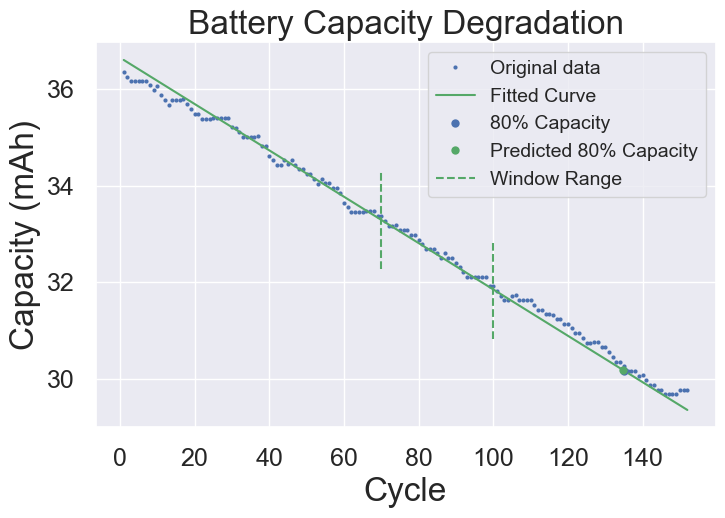 Battery Capacity Degradation
Original data
Fitted Curve
80% Capacity
Predicted 80% Capacity
Window Range
Capacity (mAh)
36
34
32
30
0 20 40 60 80 100 120 140
Cycle